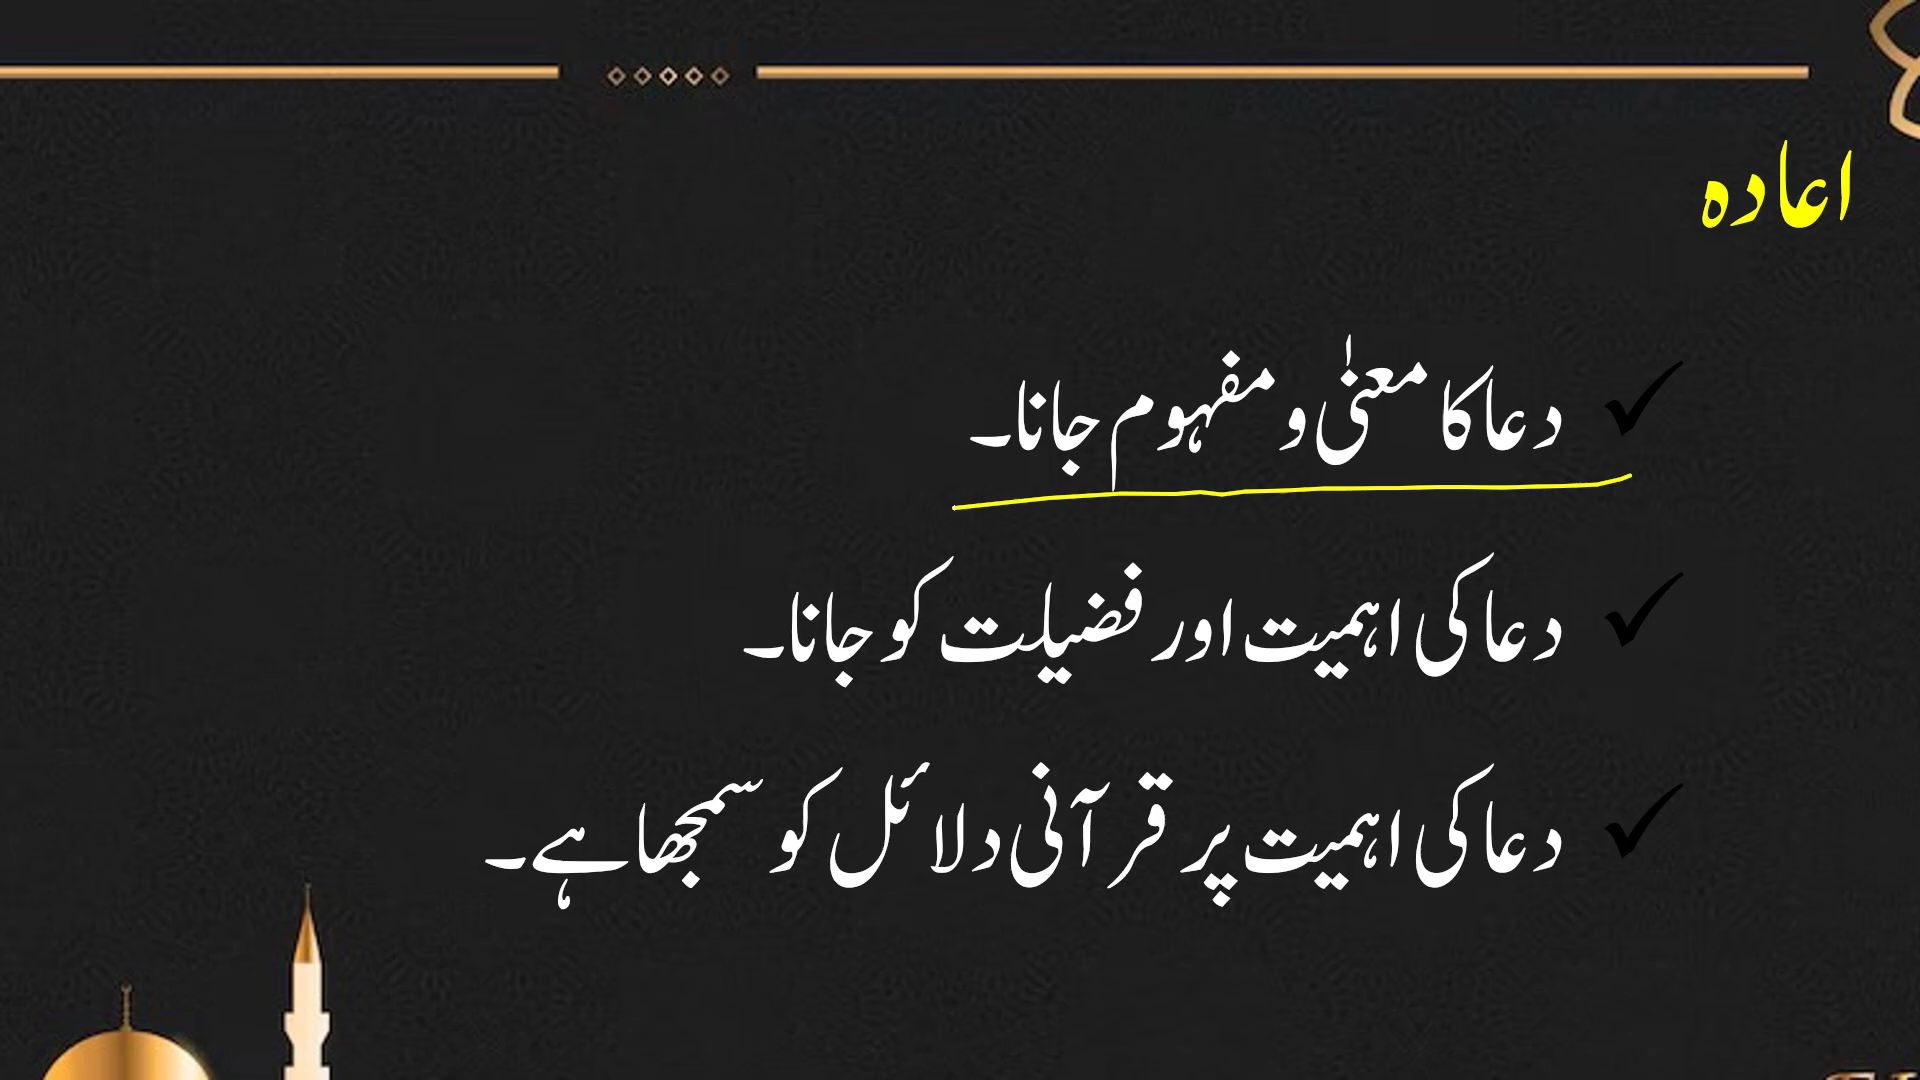 اعادہ
دعا کا معنیٰ و مفہوم جانا۔
دعا کی اہمیت اور فضیلت کو جانا۔
دعا کی اہمیت پر قرآنی دلائل کو سمجھا ہے۔